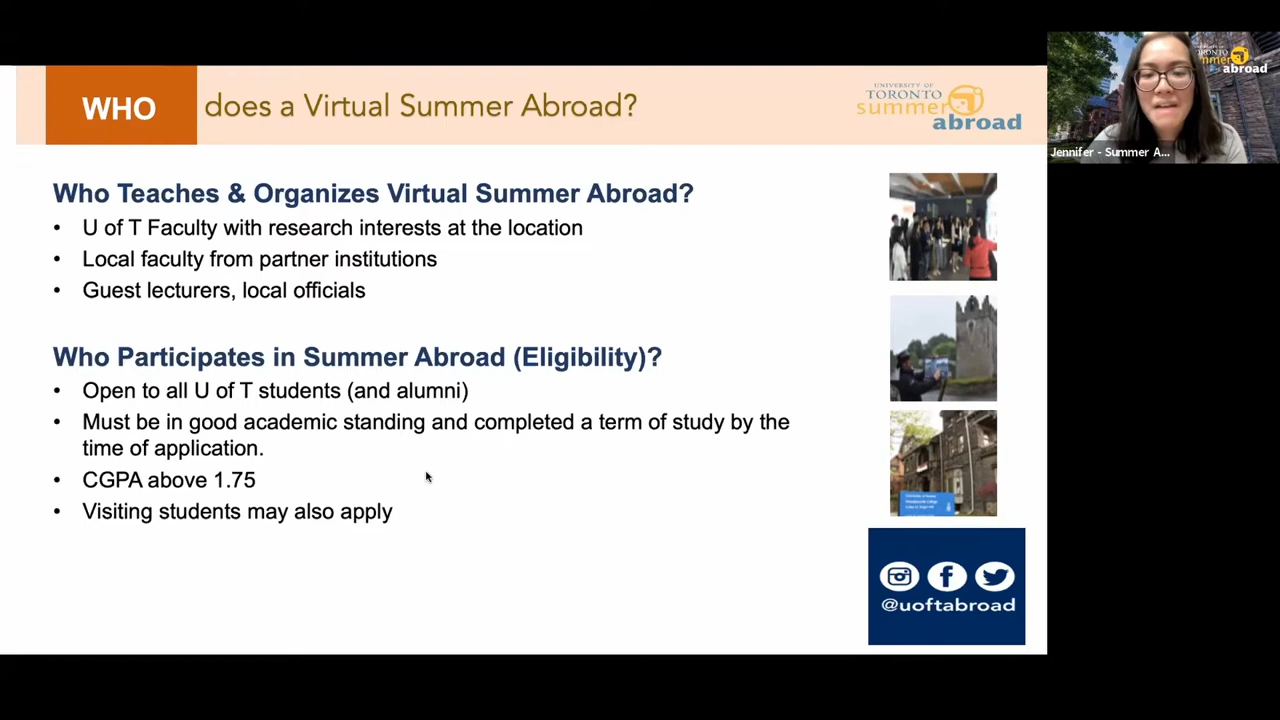 WHO does a Virtual Summer Abroad?
UNIVERSITY OF
TORONTO
summer
abroad
Who Teaches & Organizes Virtual Summer Abroad?
• U of T Faculty with research interests at the location
• Local faculty from partner institutions
• Guest lecturers, local officials
Who Participates in Summer Abroad (Eligibility)?
• Open to all U of T students (and alumni)
• Must be in good academic standing and completed a term of study by the
time of application.
• CGPA above 1.75
• Visiting students may also apply
@uoftabroad
TORONTO
abroad
Jennifer - Summer A...